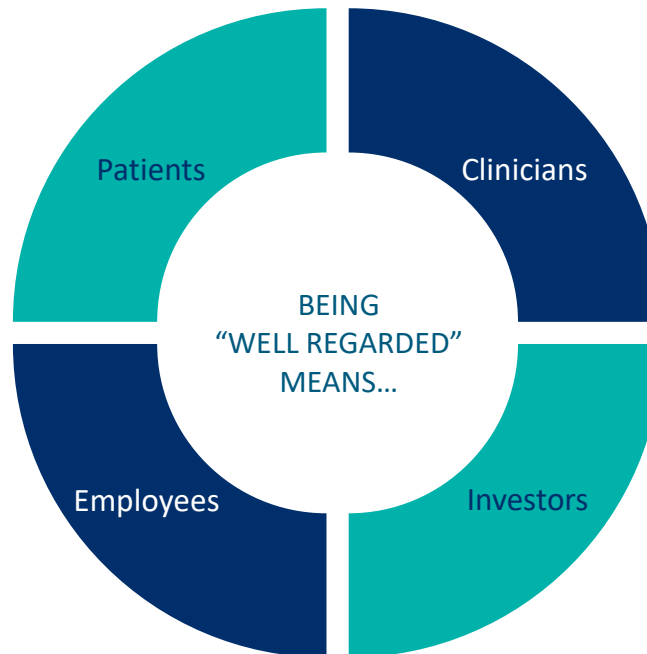 Patients
Clinicians
BEING
“WELL REGARDED”
MEANS…
Employees
Investors